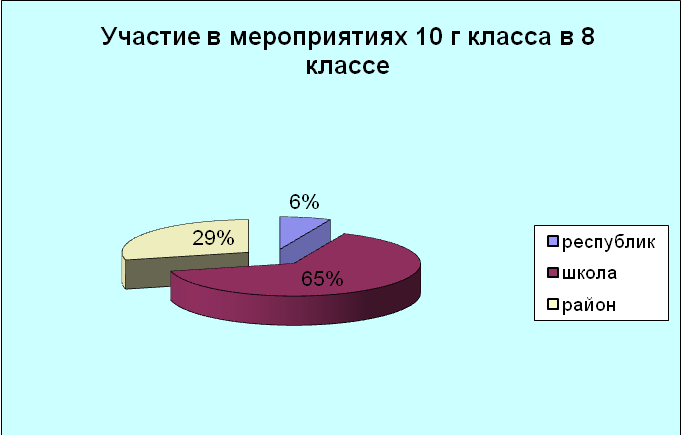 Участие в мероприятиях 10 г класса в 8
классе
6%
29%
65%
республик
школа
район